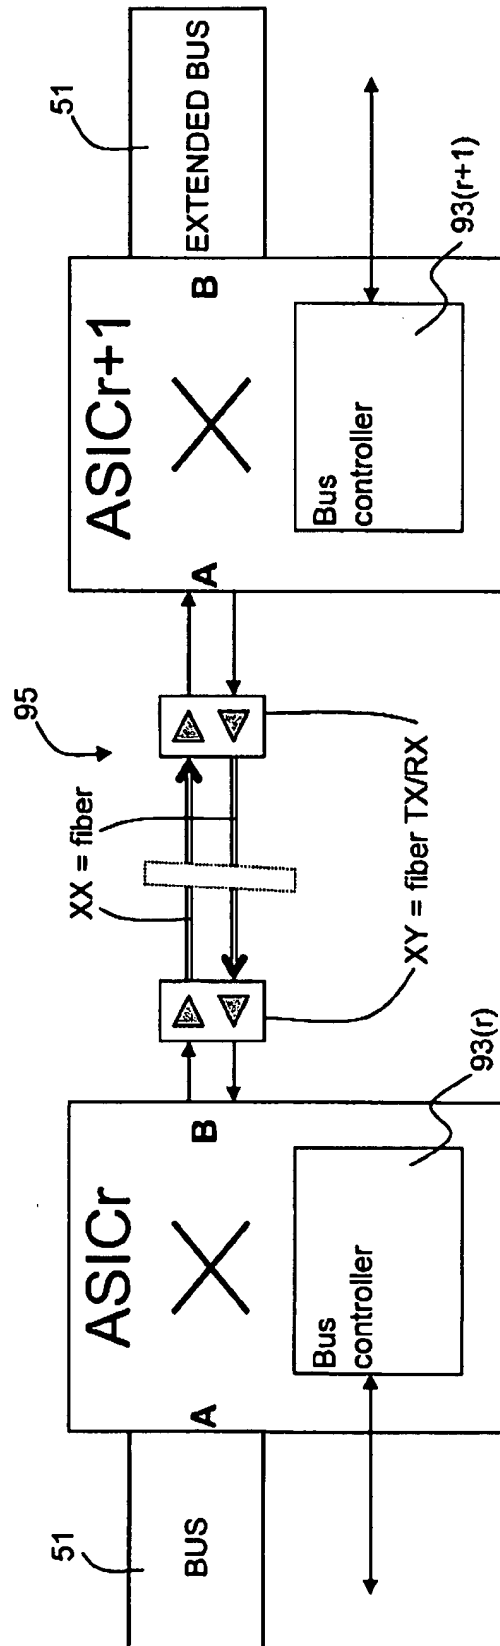 51
BUS
A
ASICr
B
Bus
controller
93(r)
XX = fiber
95
XY = fiber TX/RX
A
ASICr+1
B
Bus
controller
93(r+1)
51
EXTENDED BUS